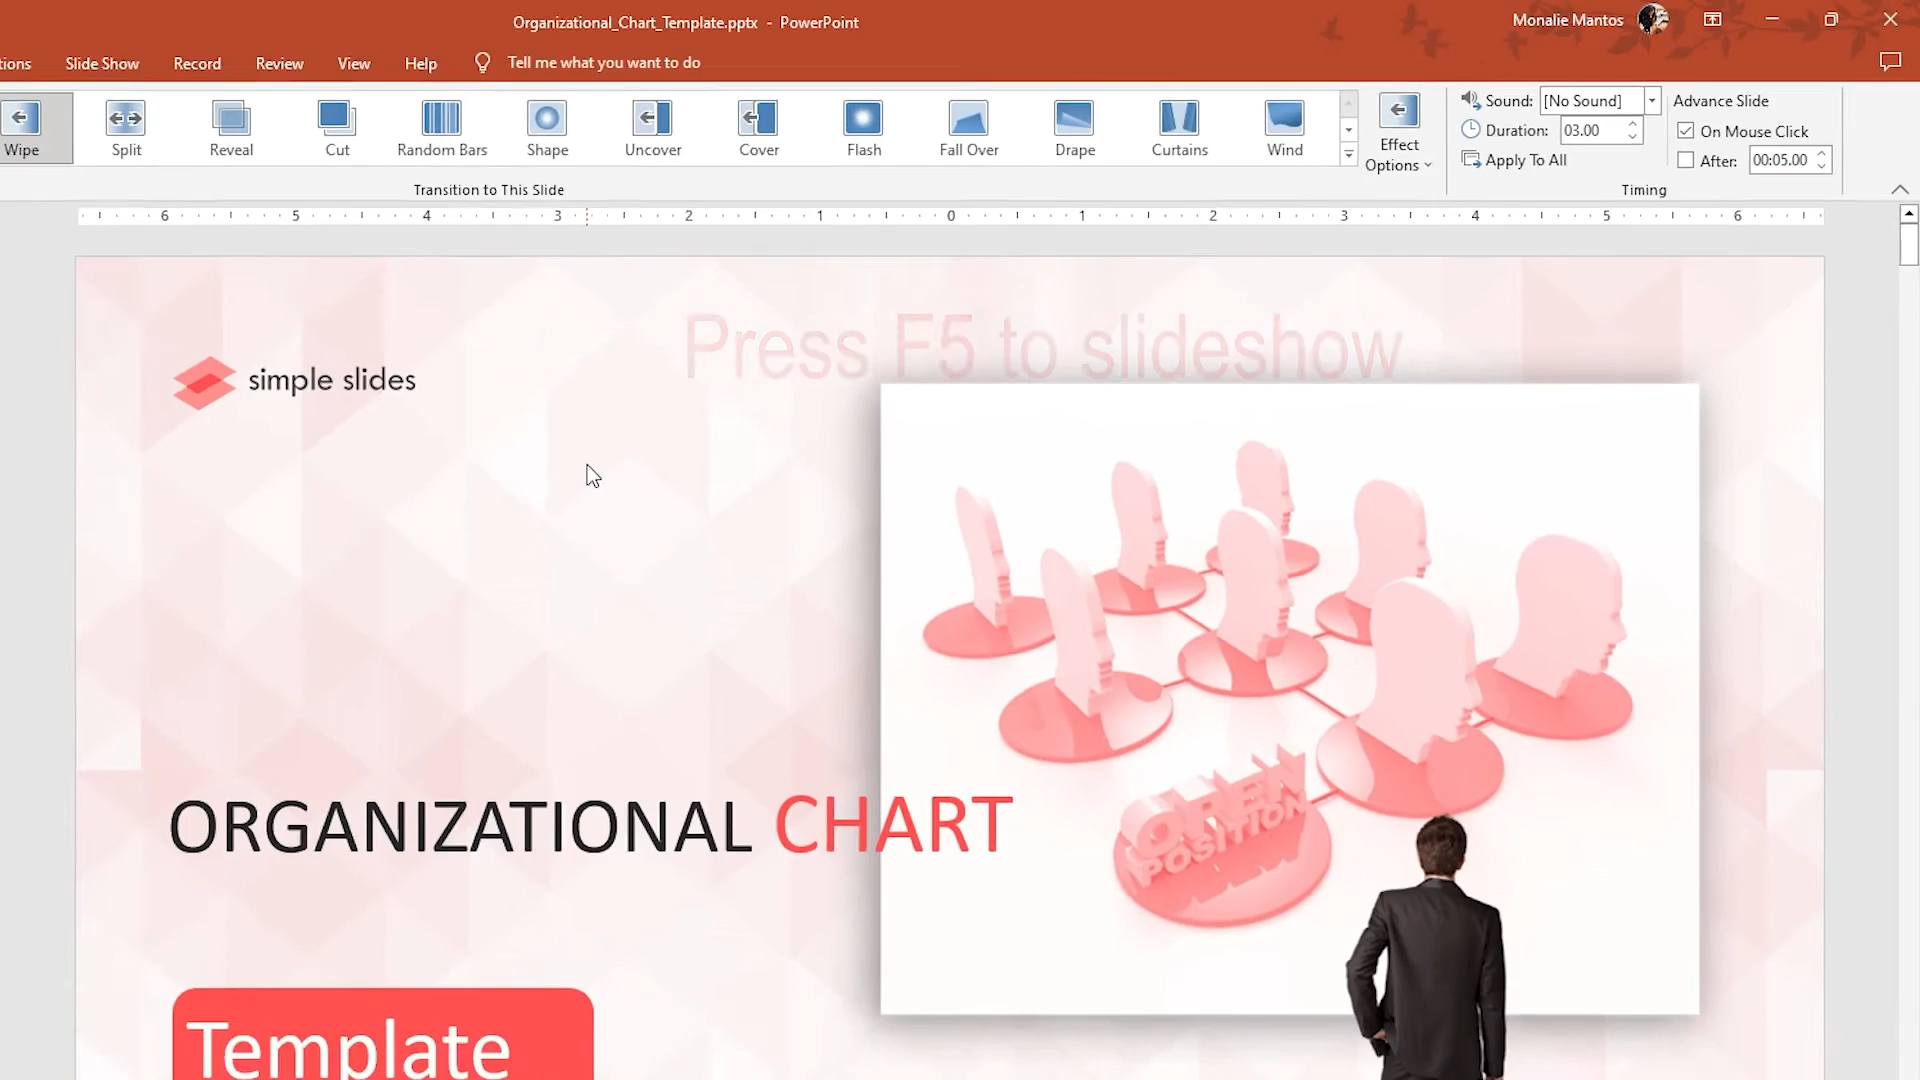 Organizational_Chart_Template.pptx - PowerPoint
Monalie Mantos
tions Slide Show Record Review View Help Tell me what you want to do
Wipe Split Reveal Cut Random Bars Shape Uncover Cover Flash Fall Over Drape Curtains Wind
Effect
Options
Sound: [No Sound]
Duration: 03.00
Apply To All
Advance Slide
On Mouse Click
After: 00:05.00
Transition to This Slide
Timing
6 5 4 3 2 1 0 1 2 3 4 5 6
Press F5 to slideshow
simple slides
OPEN
POSITION
ORGANIZATIONAL CHART
Template